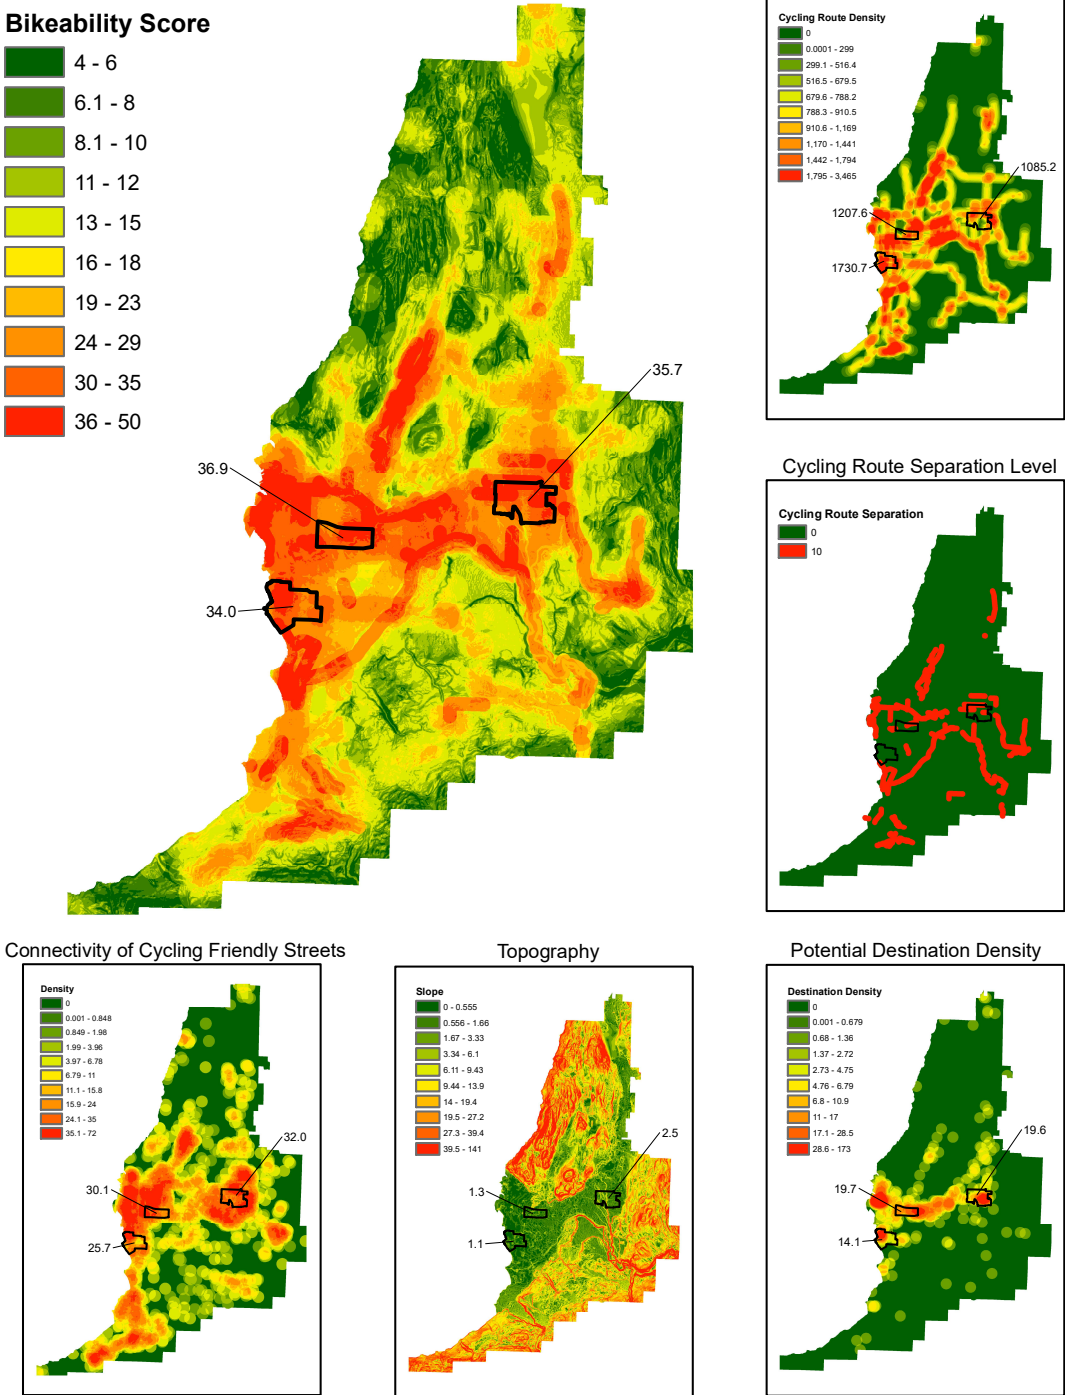 Bikeability Score
4 - 6
6.1 - 8
8.1 - 10
11 - 12
13 - 15
16 - 18
19 - 23
24 - 29
30 - 35
36 - 50
35.7
36.9
34.0
Cycling Route Density
0
0.0001 - 299
299.1 - 516.4
516.5 - 679.5
679.6 - 788.2
788.3 - 910.5
910.6 - 1,169
1,170 - 1,441
1,442 - 1,794
1,795 - 3,465
1085.2
1207.6
1730.7
Cycling Route Separation Level
Cycling Route Separation
0
10
Connectivity of Cycling Friendly Streets
Density
0
0.001 - 0.848
0.849 - 1.98
1.99 - 3.96
3.97 - 6.78
6.79 - 11
11.1 - 15.8
15.9 - 24
24.1 - 35
35.1 - 72
32.0
30.1
25.7
Topography
Slope
0 - 0.555
0.556 - 1.66
1.67 - 3.33
3.34 - 6.1
6.11 - 9.43
9.44 - 13.9
14 - 19.4
19.5 - 27.2
27.3 - 39.4
39.5 - 141
2.5
1.3
1.1
Potential Destination Density
Destination Density
0
0.001 - 0.679
0.68 - 1.36
1.37 - 2.72
2.73 - 4.75
4.76 - 6.79
6.8 - 10.9
11 - 17
17.1 - 28.5
28.6 - 173
19.6
19.7
14.1